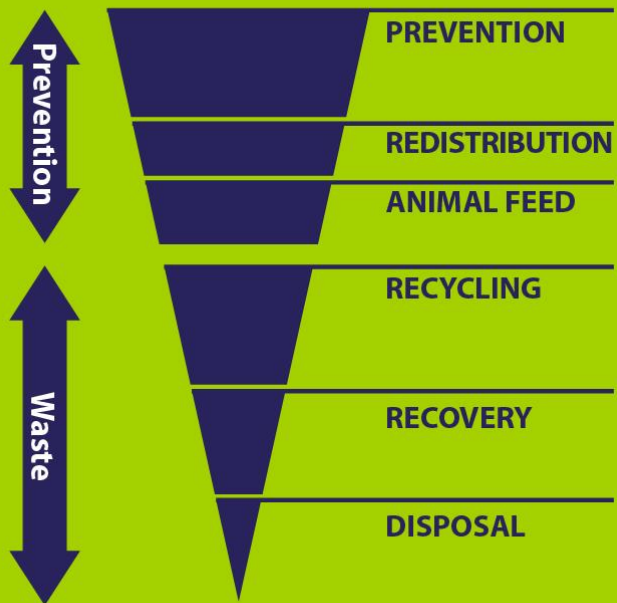 Prevention
PREVENTION
REDISTRIBUTION
ANIMAL FEED
Waste
RECYCLING
RECOVERY
DISPOSAL